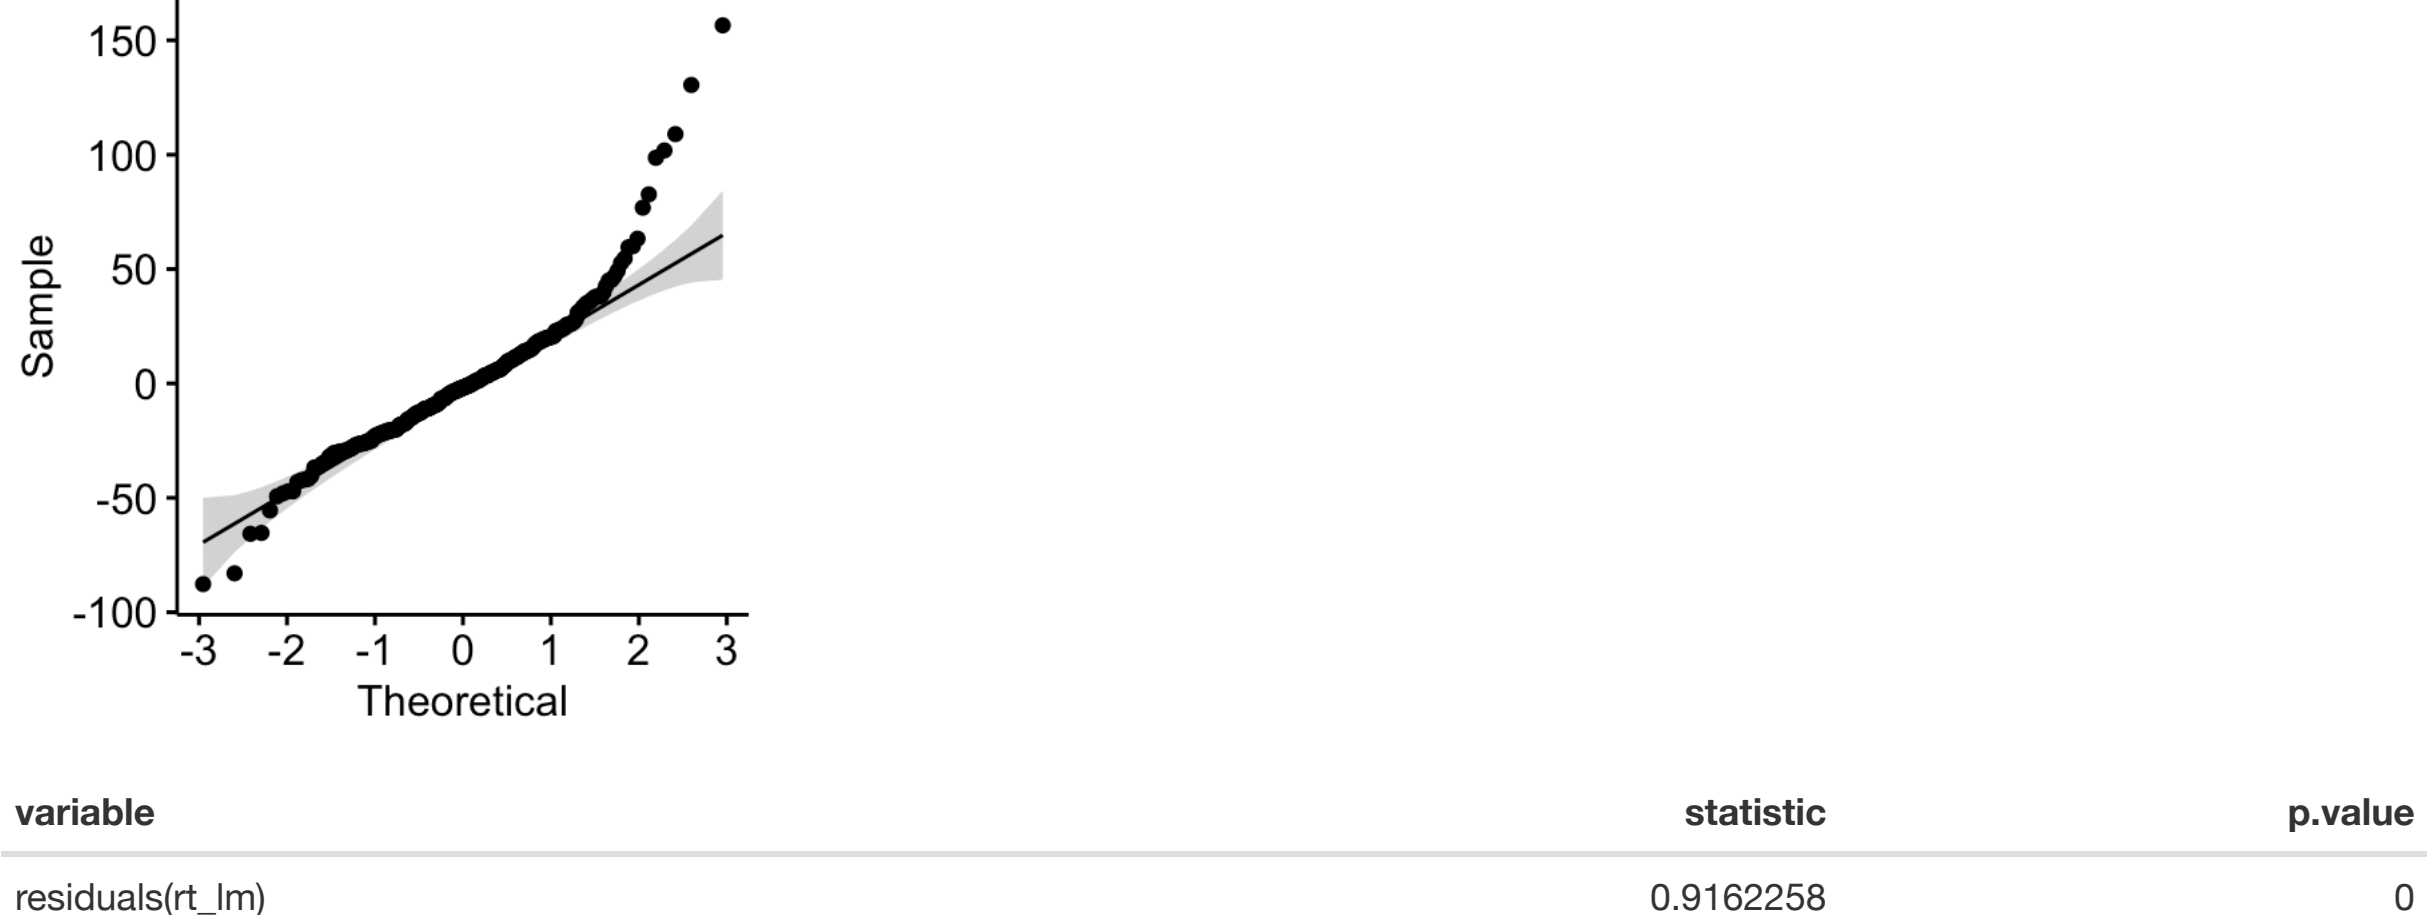 150
100
50
0
-50
-100
Sample
-3 -2 -1 0 1 2 3
Theoretical
variable statistic p.value
residuals(rt_lm) 0.9162258 0